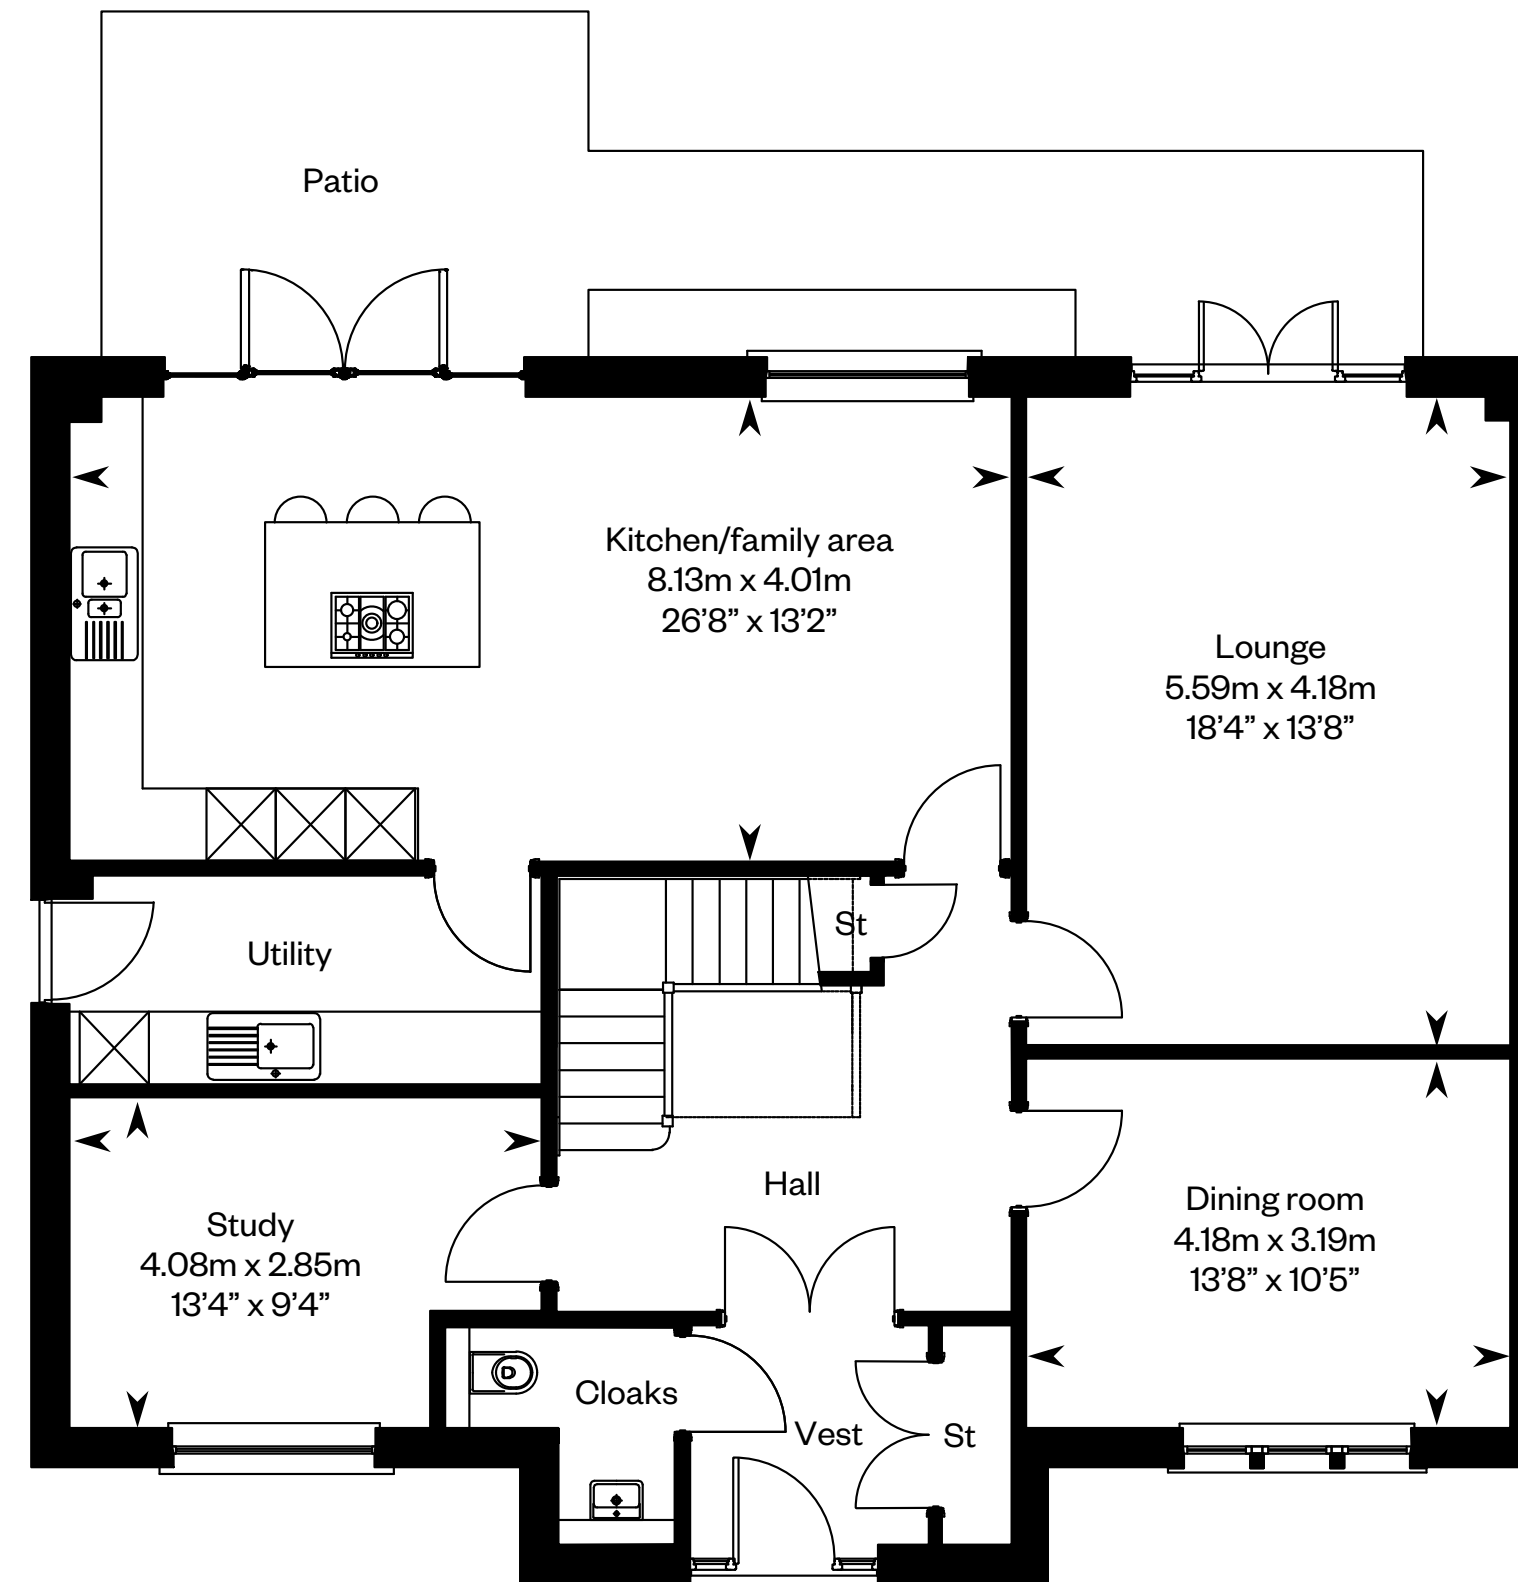 Patio
Kitchen/family area
8.13m x 4.01m
26’8” x 13’2”
Lounge
5.59m x 4.18m
18’4” x 13’8”
St
Utility
Hall
Study
4.08m x 2.85m
13’4” x 9’4”
Dining room
4.18m x 3.19m
13’8” x 10’5”
Cloaks
Vest
St